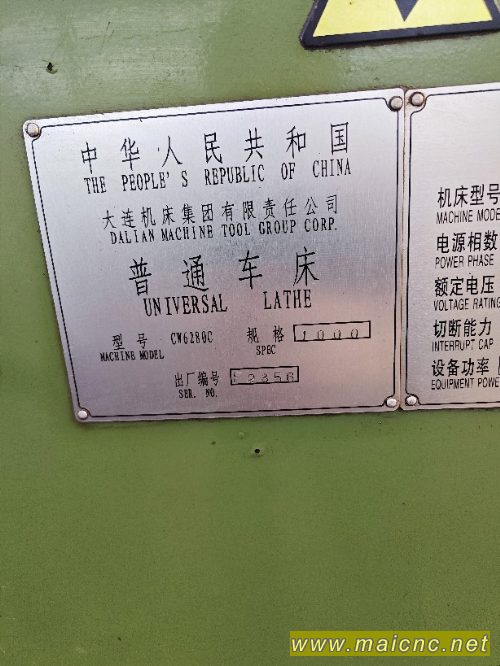 中华人民共和国
THE PEOPLE'S REPUBLIC OF CHINA
大连机床集团有限责任公司
DALIAN MACHINE TOOL GROUP CORP.
普通车床
UNIVERSAL LATHE
型号 CW6280C 规格 1000
MACHINE MODEL SPEC
出厂编号
SER. NO.
机床型号
MACHINE MODE
电源相数
POWER PHASE
额定电压
VOLTAGE RATING
切断能力
INTERRUPT CAP
设备功率
EQUIPMENT POWE
www.maicnc.net